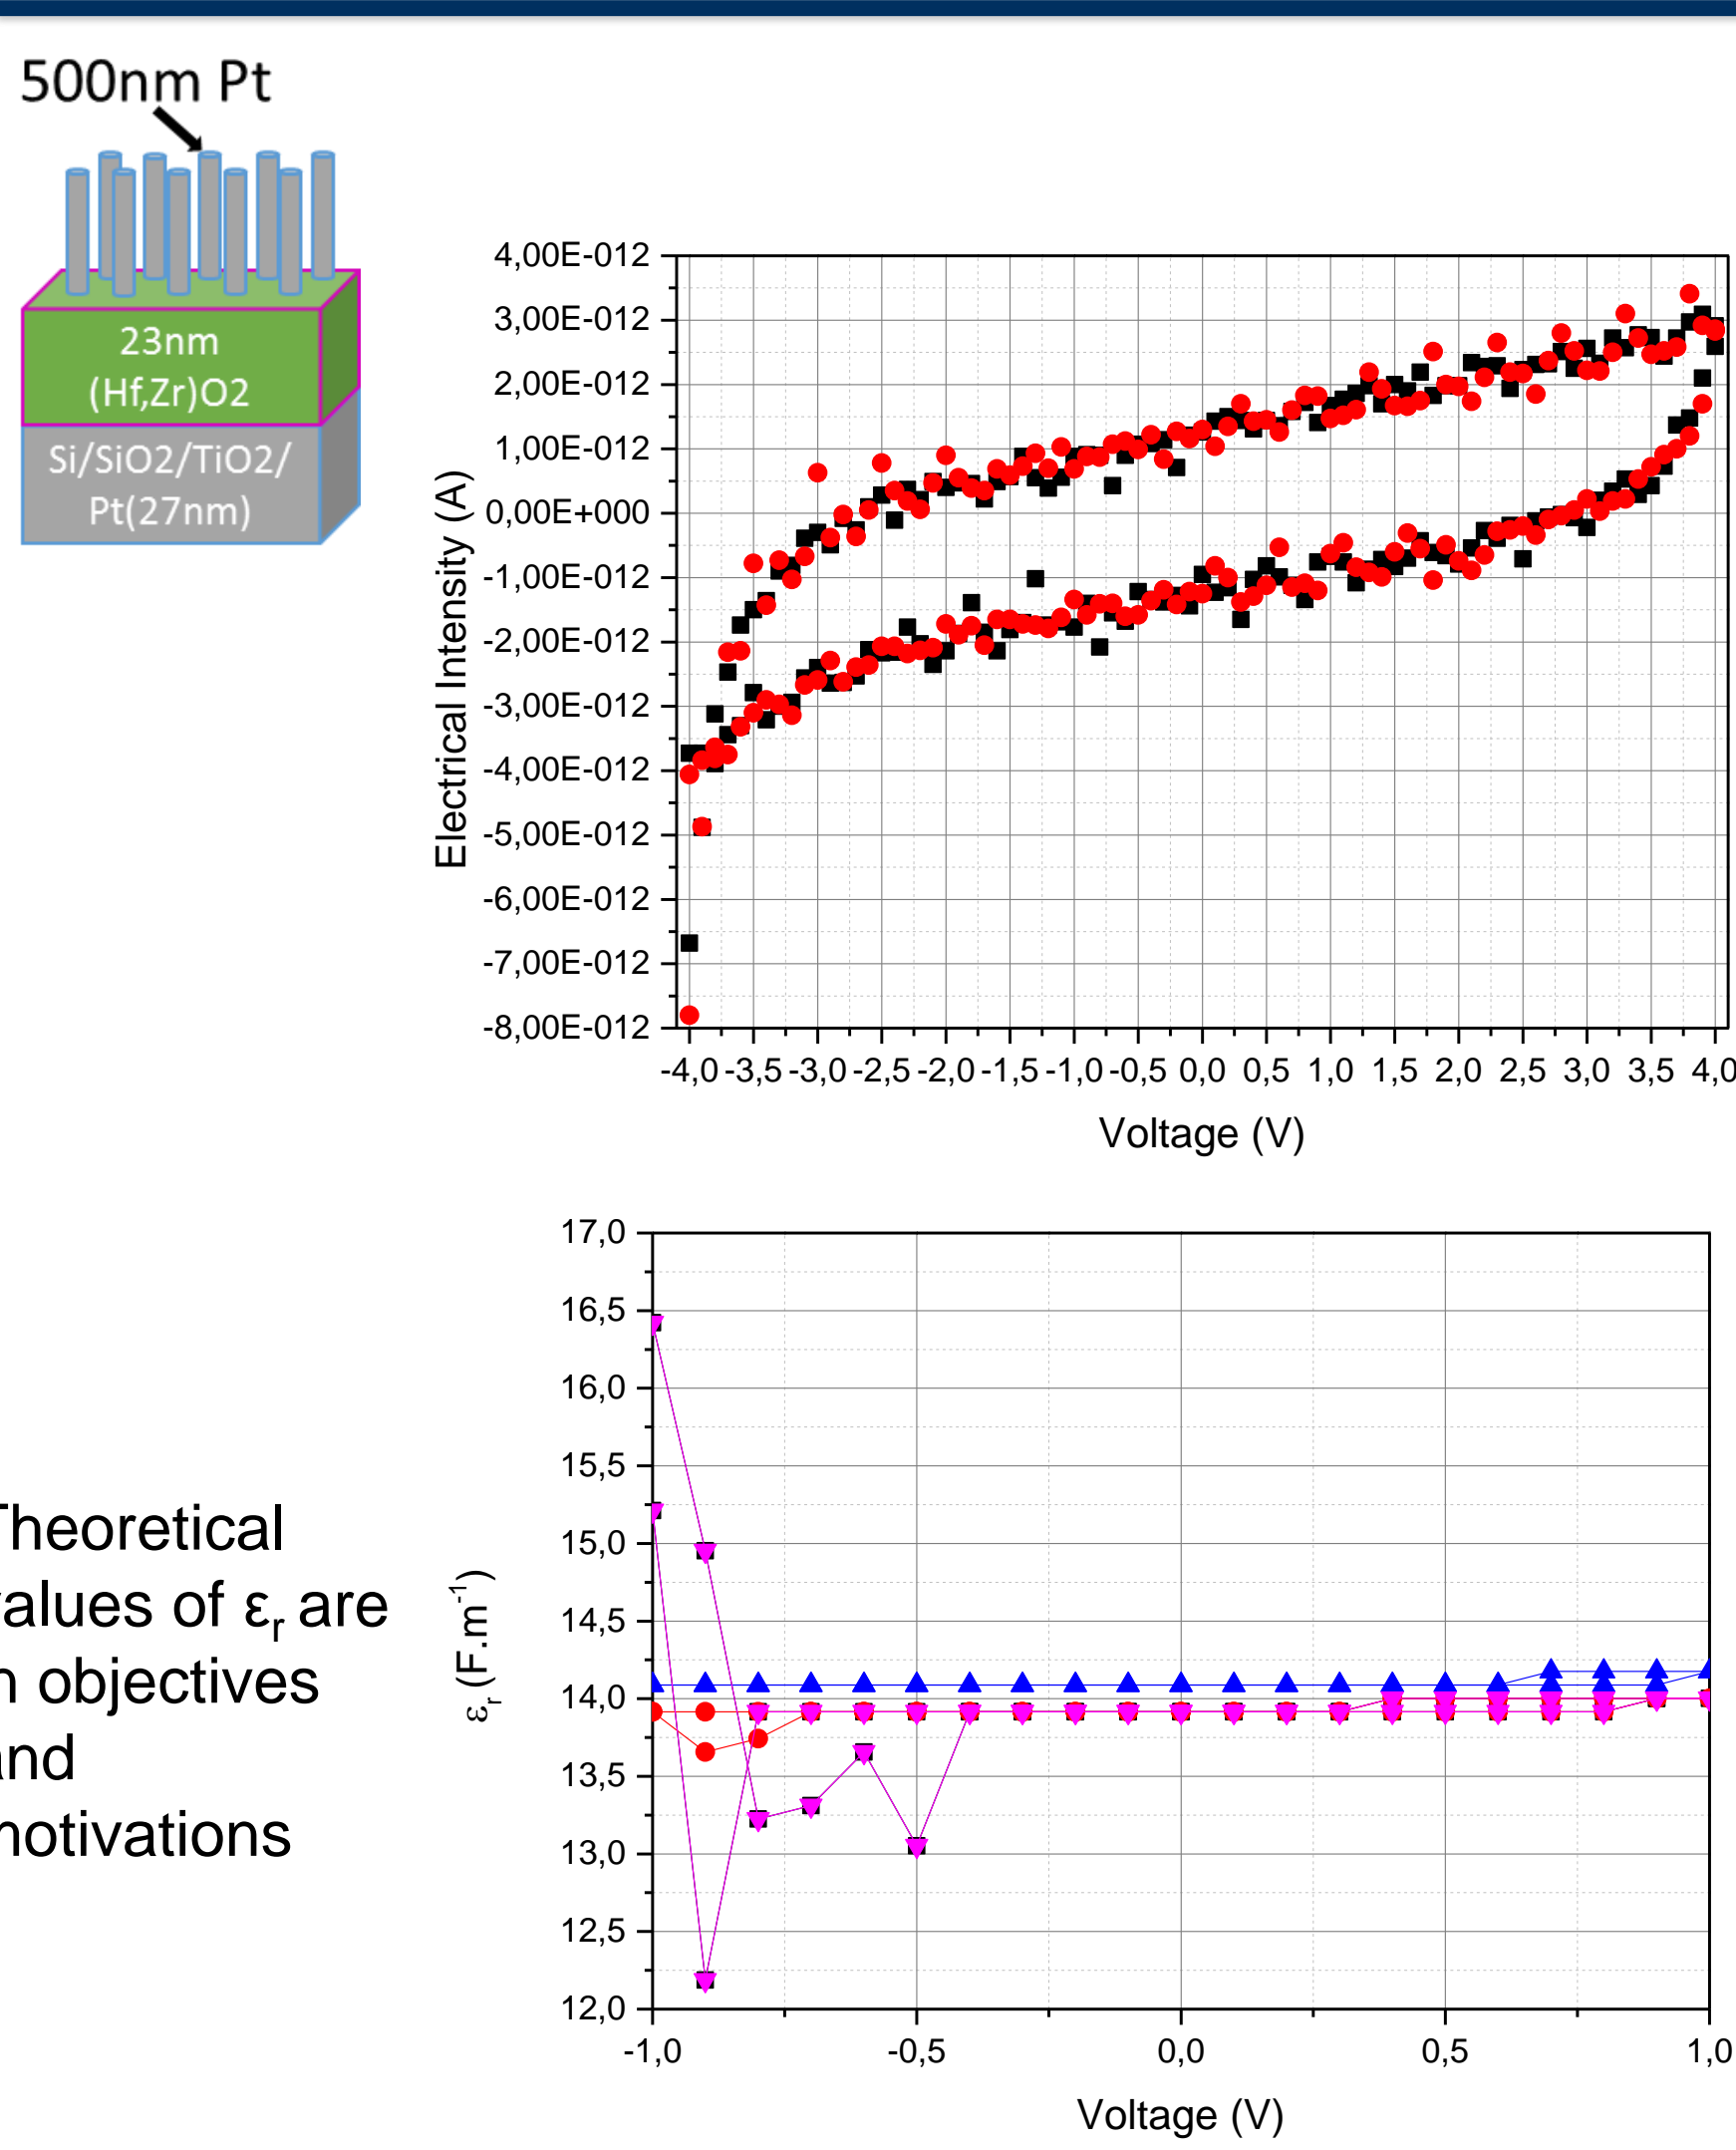 500nm Pt
23nm
(Hf,Zr)O2
Si/SiO2/TiO2/
Pt(27nm)
4,00E-012
3,00E-012
2,00E-012
1,00E-012
0,00E+000
-1,00E-012
-2,00E-012
-3,00E-012
-4,00E-012
-5,00E-012
-6,00E-012
-7,00E-012
-8,00E-012
Electrical Intensity (A)
-4,0 -3,5 -3,0 -2,5 -2,0 -1,5 -1,0 -0,5 0,0 0,5 1,0 1,5 2,0 2,5 3,0 3,5 4,0
Voltage (V)
Theoretical
values of εr are
in objectives
and
motivations
17,0
16,5
16,0
15,5
15,0
14,5
14,0
13,5
13,0
12,5
12,0
εr (F.m-1)
-1,0 -0,5 0,0 0,5 1,0
Voltage (V)